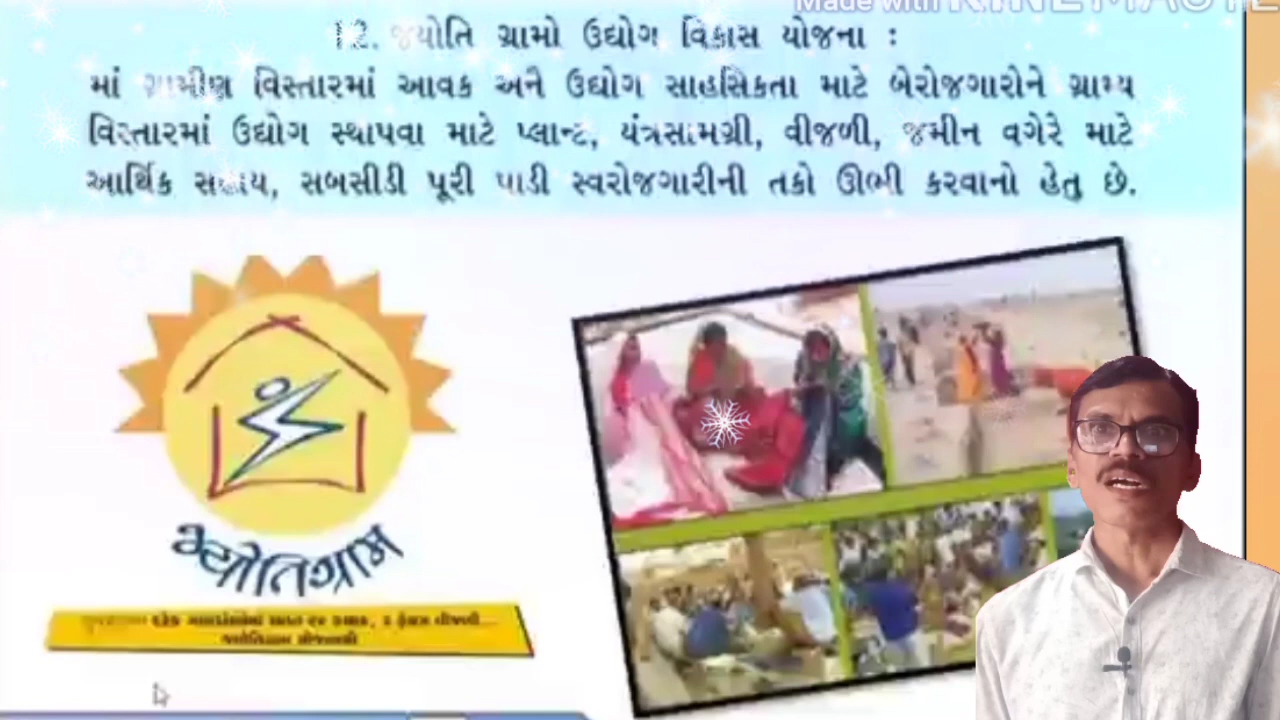 Made with KINEMASTER
12. જયોતિ ગ્રામો ઉદ્યોગ વિકાસ યોજના :
માં ગ્રામીણ વિસ્તારમાં આવક અને ઉદ્યોગ સાહસિકતા માટે બેરોજગારોને ગ્રામ્ય
વિસ્તારમાં ઉદ્યોગ સ્થાપવા માટે પ્લાન્ટ, યંત્રસામગ્રી, વીજળી, જમીન વગેરે માટે
આર્થિક સહાય, સબસીડી પૂરી પાડી સ્વરોજગારીની તકો ઊભી કરવાનો હેતુ છે.
જ્યોતિગ્રામ